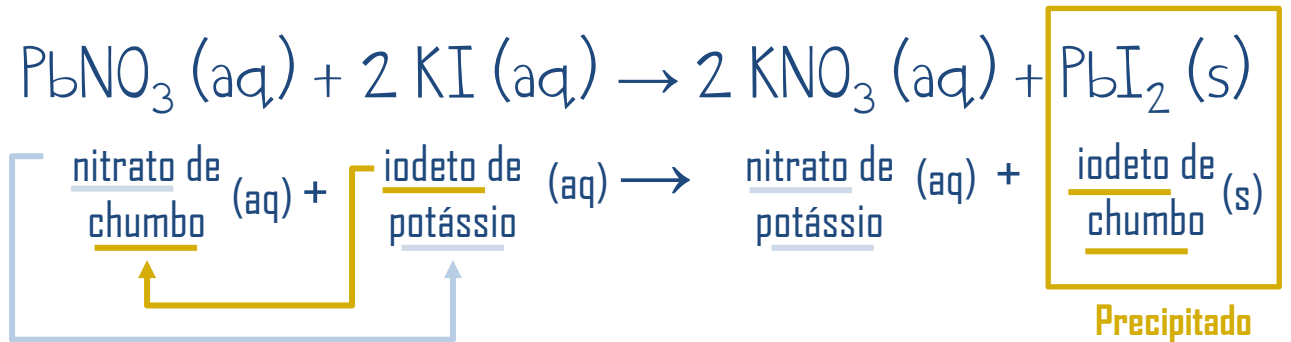 PbNO₃ (aq) + 2 KI (aq) → 2 KNO₃ (aq) + PbI₂ (s)
nitrato de chumbo (aq) + iodeto de potássio (aq) → nitrato de potássio (aq) + iodeto de chumbo (s)
Precipitado